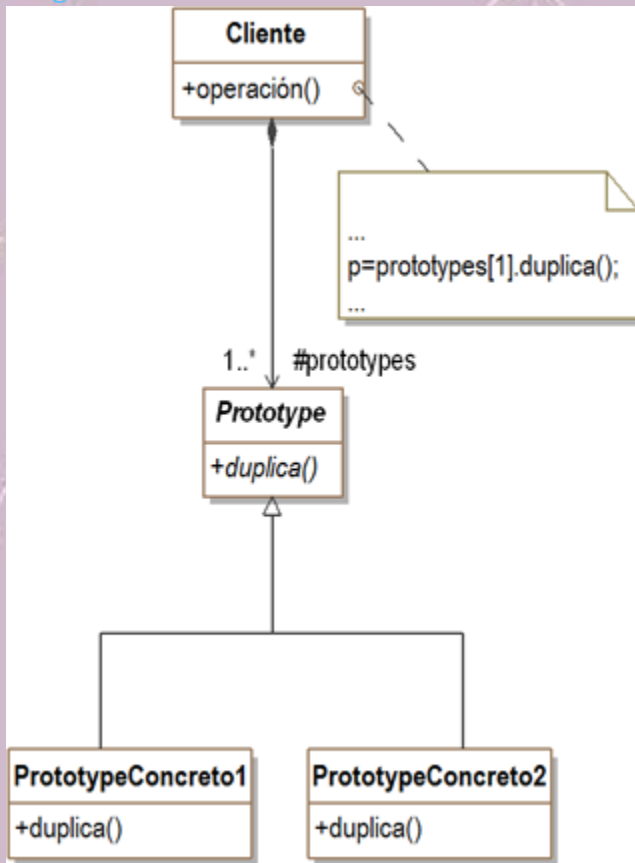 Cliente
+operación()
...
p=prototypes[1].duplica();
...
1..* #prototypes
Prototype
+duplica()
PrototypeConcreto1
+duplica()
PrototypeConcreto2
+duplica()